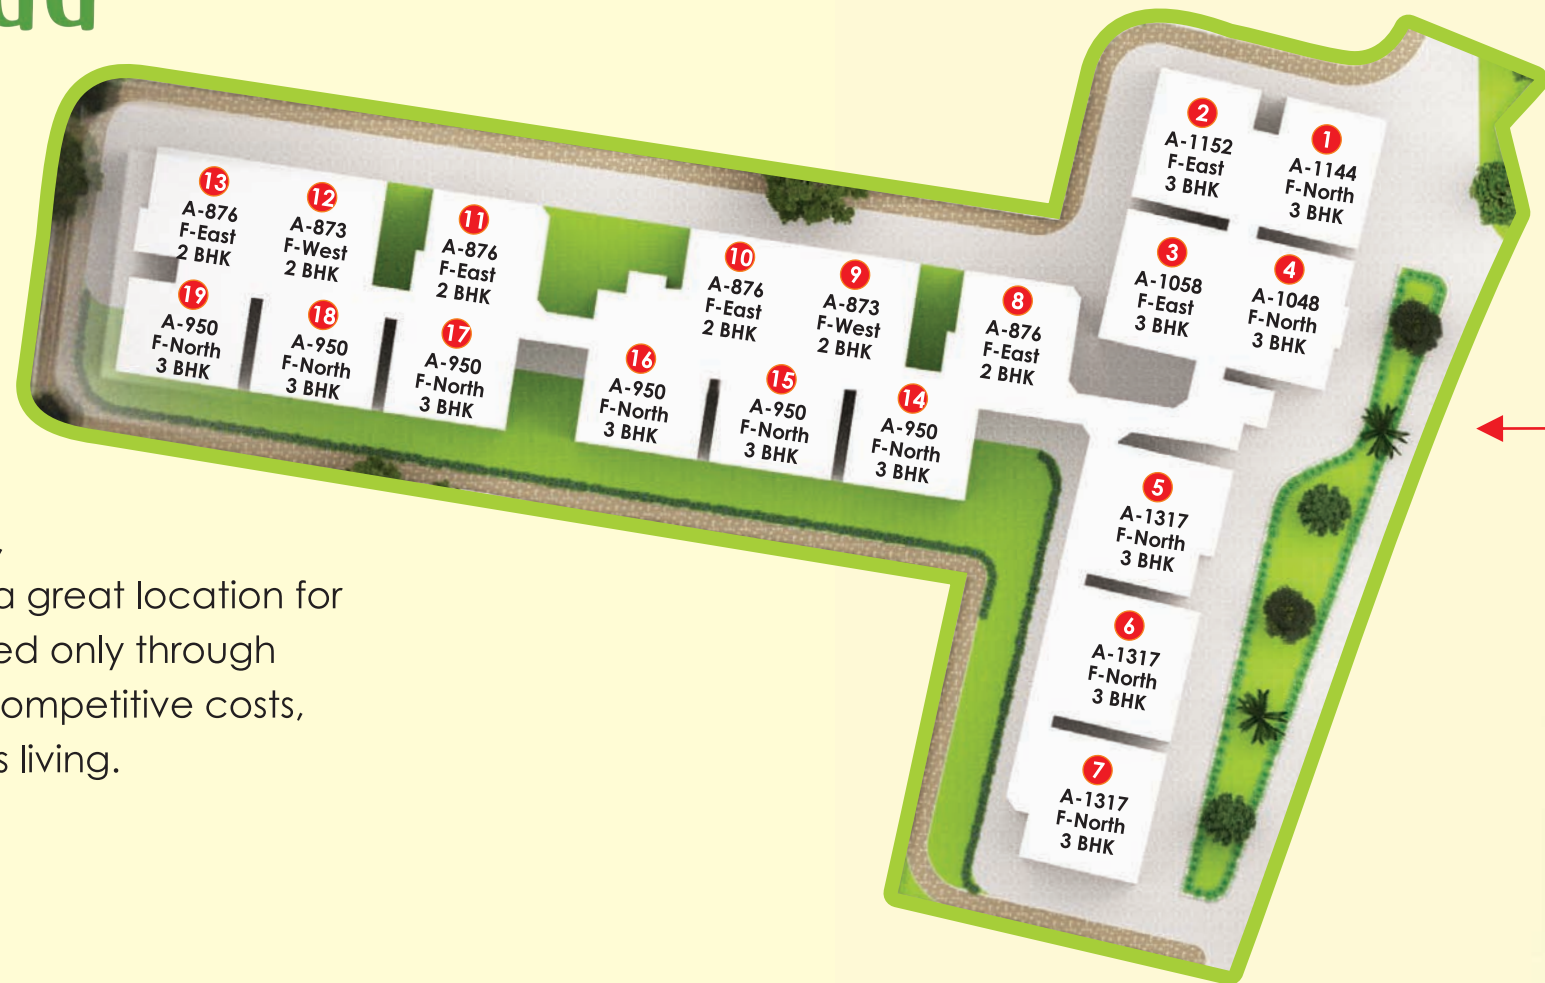 2
A-1152
F-East
3 BHK
1
A-1144
F-North
3 BHK
3
A-1058
F-East
3 BHK
4
A-1048
F-North
3 BHK
13
A-876
F-East
2 BHK
12
A-873
F-West
2 BHK
11
A-876
F-East
2 BHK
10
A-876
F-East
2 BHK
9
A-873
F-West
2 BHK
8
A-876
F-East
2 BHK
19
A-950
F-North
3 BHK
18
A-950
F-North
3 BHK
17
A-950
F-North
3 BHK
16
A-950
F-North
3 BHK
15
A-950
F-North
3 BHK
14
A-950
F-North
3 BHK
5
A-1317
F-North
3 BHK
6
A-1317
F-North
3 BHK
7
A-1317
F-North
3 BHK
a great location for
ed only through
ompetitive costs,
s living.